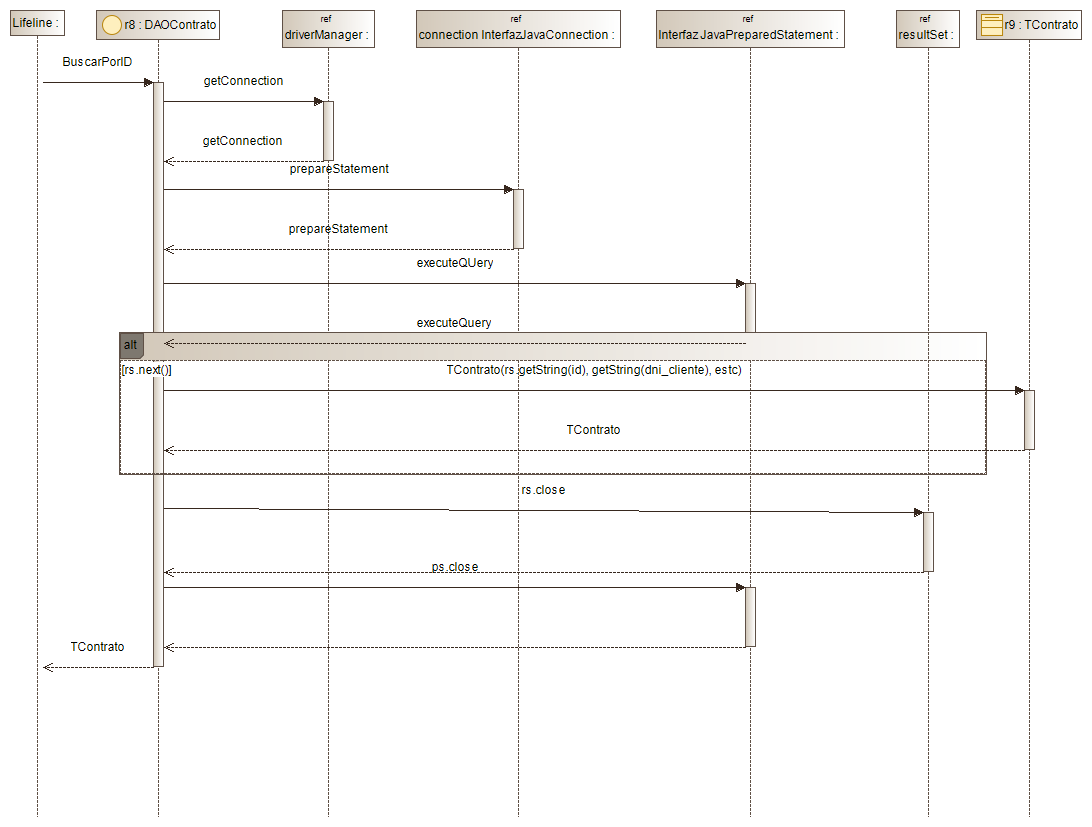 Lifeline :
r8 : DAOContrato
ref
driverManager :
ref
connection InterfazJavaConnection :
ref
InterfazJavaPreparedStatement :
ref
resultSet :
r9 : TContrato
BuscarPorID
getConnection
getConnection
prepareStatement
prepareStatement
executeQUery
executeQuery
alt
[rs.next()]
TContrato(rs.getString(id), getString(dni_cliente), estc)
TContrato
rs.close
ps.close
TContrato